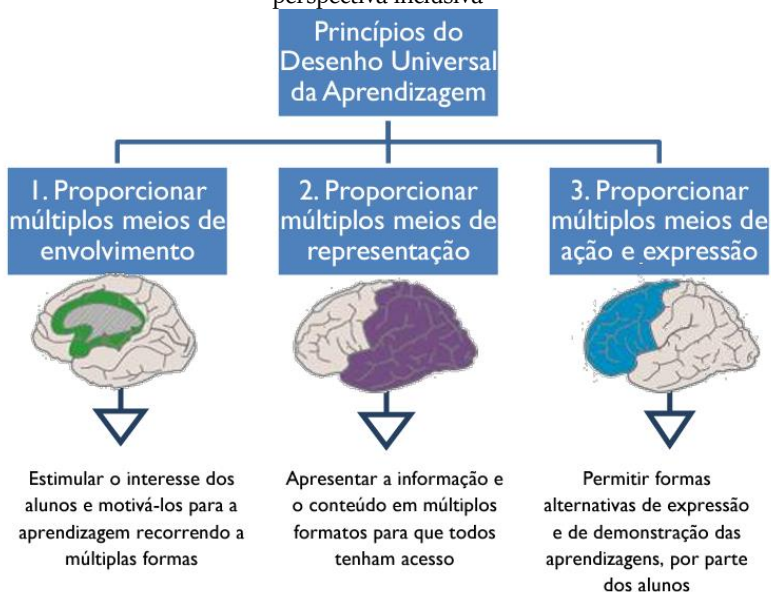 perspectiva inclusiva
Princípios do
Desenho Universal
da Aprendizagem
1. Proporcionar
múltiplos meios de
envolvimento
2. Proporcionar
múltiplos meios de
representação
3. Proporcionar
múltiplos meios de
ação e expressão
Estimular o interesse dos
alunos e motivá-los para a
aprendizagem recorrendo a
múltiplas formas
Apresentar a informação e
o conteúdo em múltiplos
formatos para que todos
tenham acesso
Permitir formas
alternativas de expressão
e de demonstração das
aprendizagens, por parte
dos alunos